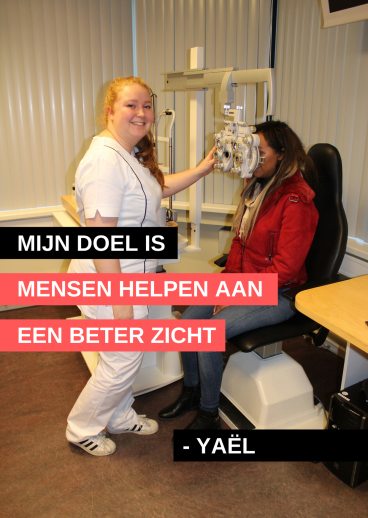 MIJN DOEL IS
MENSEN HELPEN AAN
EEN BETER ZICHT
- YAËL